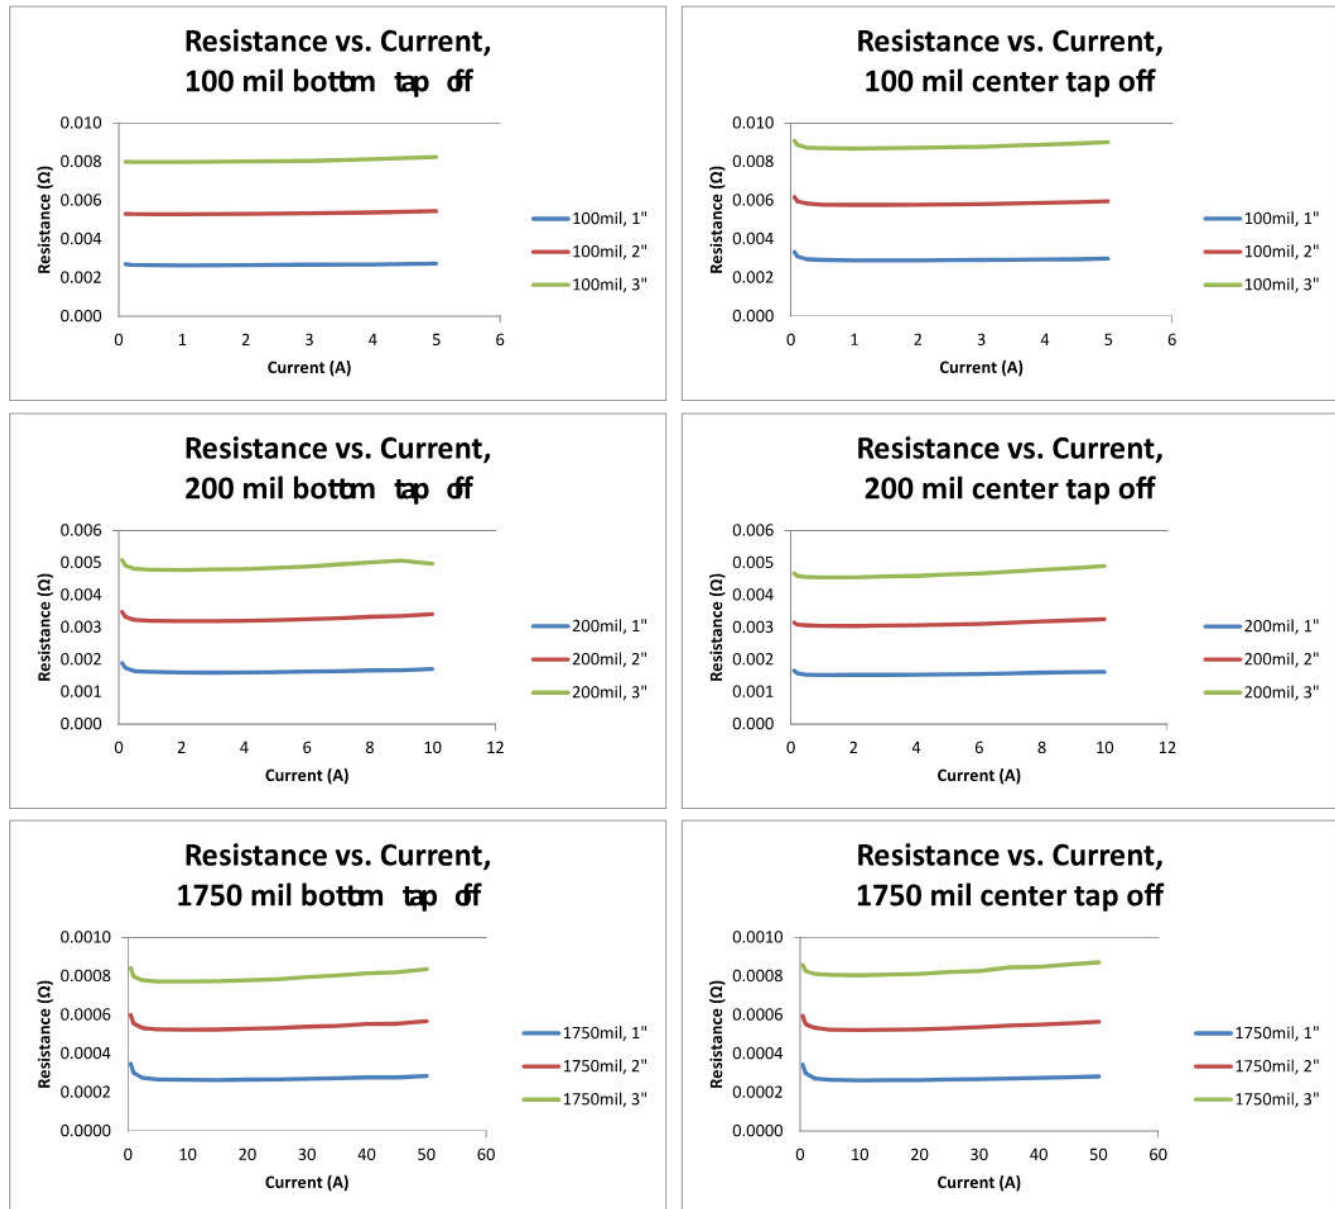 Resistance vs. Current,
100 mil bottom tap off
0.010
0.008
0.006
0.004
0.002
0.000
Resistance (Ω)
0 1 2 3 4 5 6
Current (A)
100mil, 1"
100mil, 2"
100mil, 3"
Resistance vs. Current,
100 mil center tap off
0.010
0.008
0.006
0.004
0.002
0.000
Resistance (Ω)
0 1 2 3 4 5 6
Current (A)
100mil, 1"
100mil, 2"
100mil, 3"
Resistance vs. Current,
200 mil bottom tap off
0.006
0.005
0.004
0.003
0.002
0.001
0.000
Resistance (Ω)
0 2 4 6 8 10 12
Current (A)
200mil, 1"
200mil, 2"
200mil, 3"
Resistance vs. Current,
200 mil center tap off
0.006
0.005
0.004
0.003
0.002
0.001
0.000
Resistance (Ω)
0 2 4 6 8 10 12
Current (A)
200mil, 1"
200mil, 2"
200mil, 3"
Resistance vs. Current,
1750 mil bottom tap off
0.0010
0.0008
0.0006
0.0004
0.0002
0.0000
Resistance (Ω)
0 10 20 30 40 50 60
Current (A)
1750mil, 1"
1750mil, 2"
1750mil, 3"
Resistance vs. Current,
1750 mil center tap off
0.0010
0.0008
0.0006
0.0004
0.0002
0.0000
Resistance (Ω)
0 10 20 30 40 50 60
Current (A)
1750mil, 1"
1750mil, 2"
1750mil, 3"